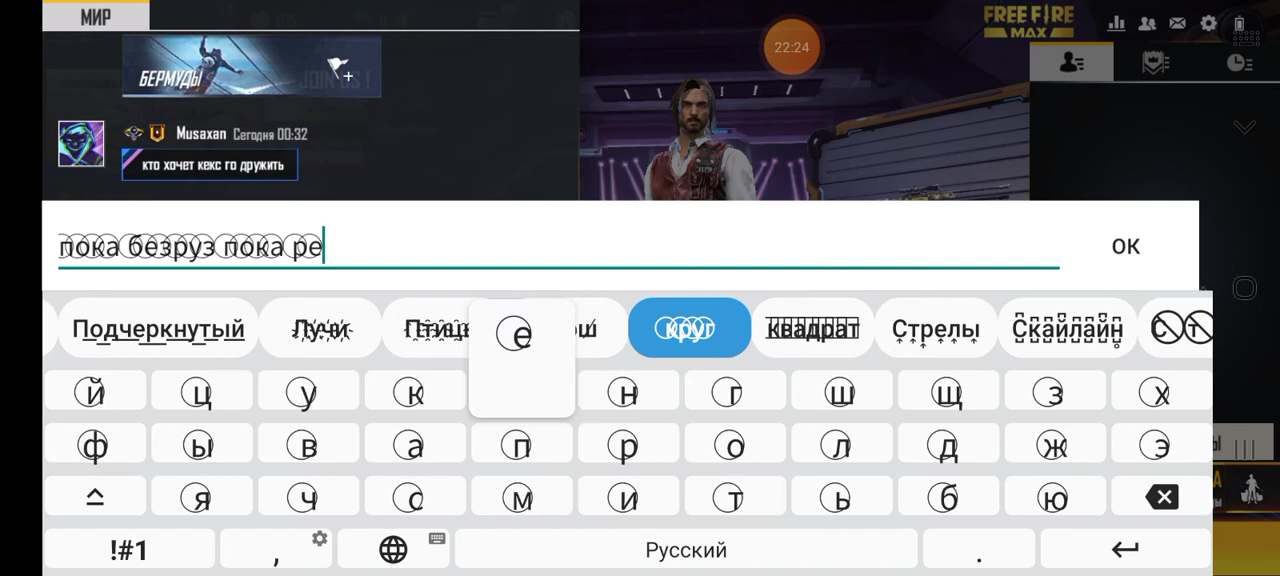 МИР
FREE FIRE
MAX
22:24
БЕРМУДЫ
JOIN US !
Musaxan Сегодня 00:32
кто хочет кекс го дружить
пока безруз пока ре
ОК
Подчеркнутый Лучи круг квадрат Стрелы Скайлайн
е
й ц у к н г ш щ з х
ф ы в а п р о л д ж э
я ч с м и т ь б ю
!#1 , Русский .